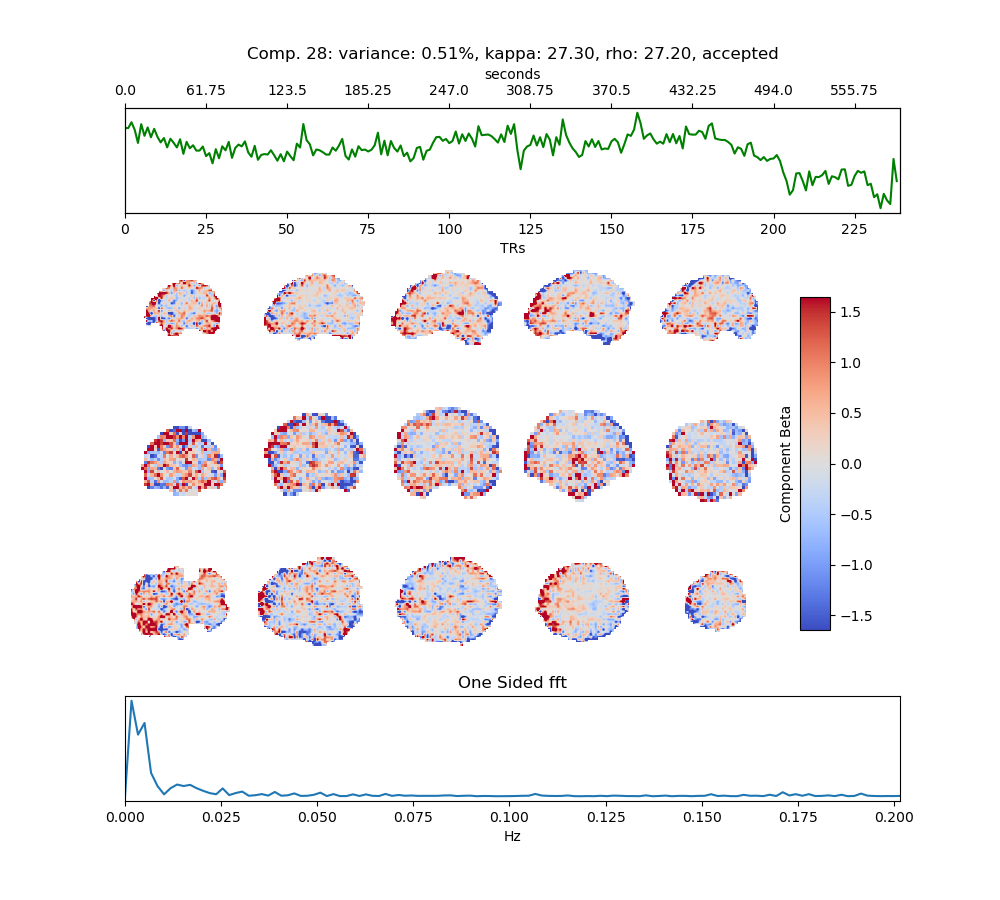 Comp. 28: variance: 0.51%, kappa: 27.30, rho: 27.20, accepted
seconds
0.0 61.75 123.5 185.25 247.0 308.75 370.5 432.25 494.0 555.75
0 25 50 75 100 125 150 175 200 225
TRs
1.5
1.0
0.5
0.0
−0.5
−1.0
−1.5
Component Beta
One Sided fft
0.000 0.025 0.050 0.075 0.100 0.125 0.150 0.175 0.200
Hz